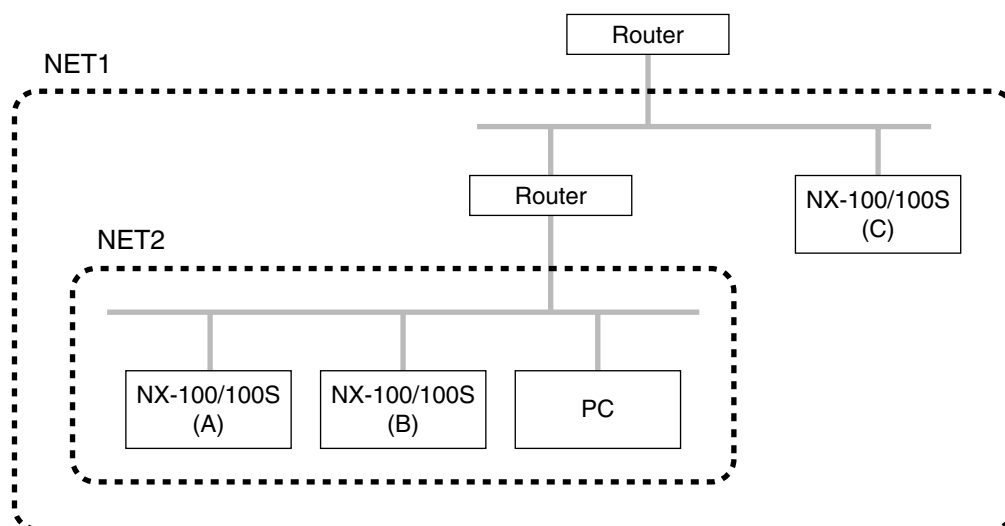 Router
NET1
Router
NX-100/100S
(C)
NET2
NX-100/100S
(A)
NX-100/100S
(B)
PC